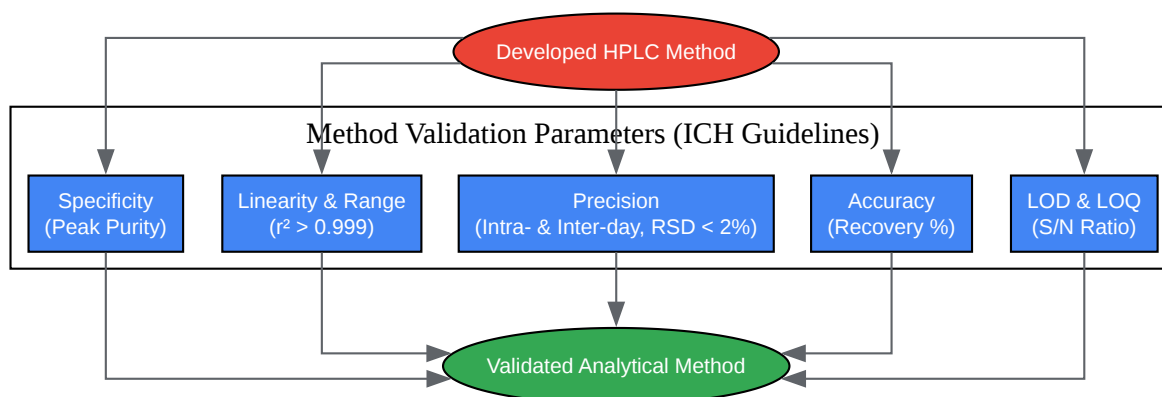 Developed HPLC Method
Method Validation Parameters (ICH Guidelines)
Specificity
(Peak Purity)
Linearity & Range
(r² > 0.999)
Precision
(Intra- & Inter-day, RSD < 2%)
Accuracy
(Recovery %)
LOD & LOQ
(S/N Ratio)
Validated Analytical Method